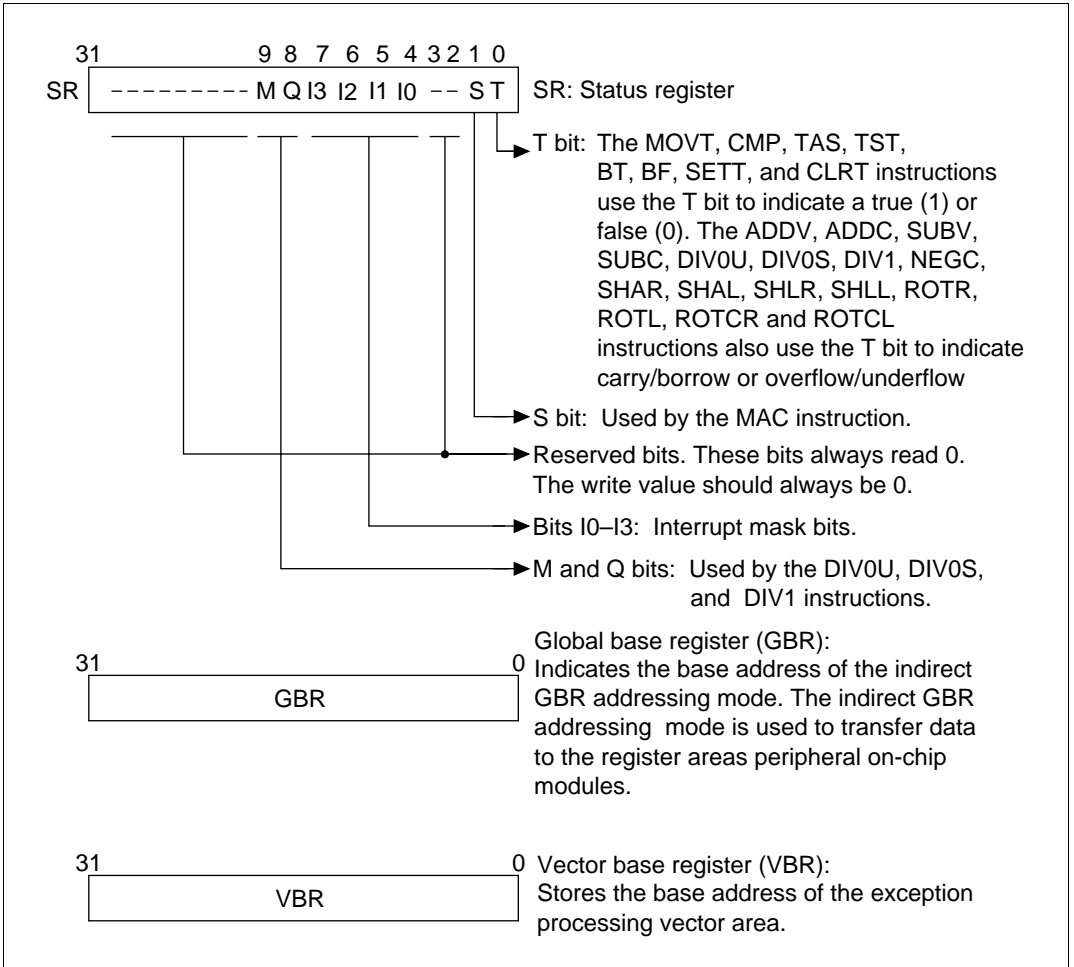 31 9 8 7 6 5 4 3 2 1 0
SR --------- M Q I3 I2 I1 I0 -- S T SR: Status register
T bit: The MOVT, CMP, TAS, TST,
BT, BF, SETT, and CLRT instructions
use the T bit to indicate a true (1) or
false (0). The ADDV, ADDC, SUBV,
SUBC, DIV0U, DIV0S, DIV1, NEGC,
SHAR, SHAL, SHLR, SHLL, ROTR,
ROTL, ROTCR and ROTCL
instructions also use the T bit to indicate
carry/borrow or overflow/underflow
S bit: Used by the MAC instruction.
Reserved bits. These bits always read 0.
The write value should always be 0.
Bits I0–I3: Interrupt mask bits.
M and Q bits: Used by the DIV0U, DIV0S,
and DIV1 instructions.
Global base register (GBR):
31 0 Indicates the base address of the indirect
GBR GBR addressing mode. The indirect GBR
addressing mode is used to transfer data
to the register areas peripheral on-chip
modules.
31 0 Vector base register (VBR):
VBR Stores the base address of the exception
processing vector area.